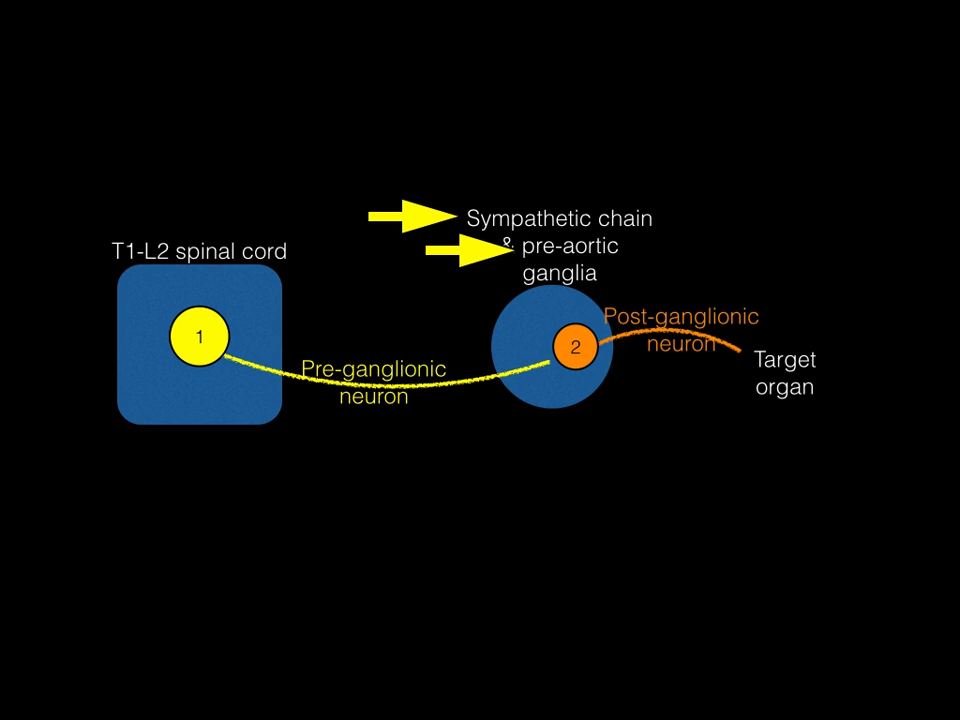 Sympathetic chain
& pre-aortic
ganglia
T1-L2 spinal cord
1
2
Post-ganglionic
neuron
Pre-ganglionic
neuron
Target
organ